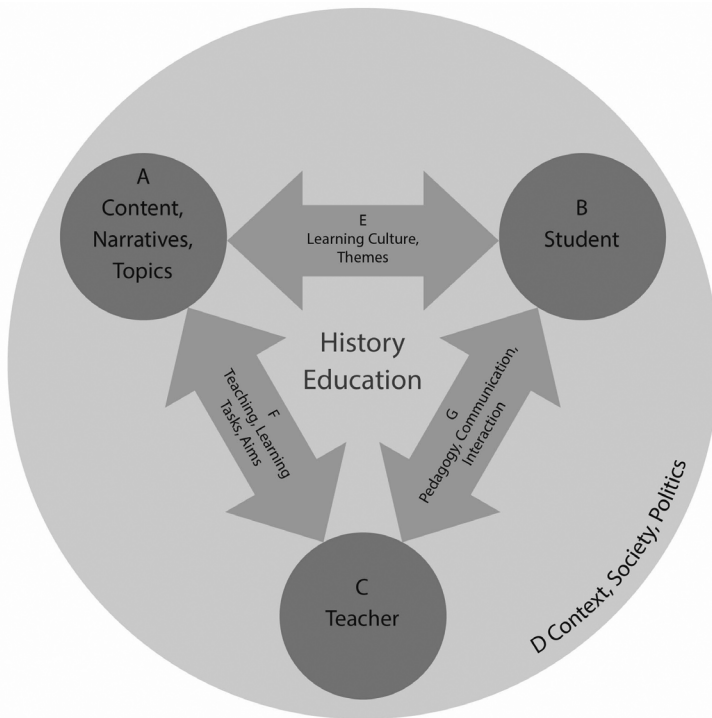 A
Content,
Narratives,
Topics
E
Learning Culture,
Themes
B
Student
History
Education
F
Teaching, Learning
Tasks, Aims
G
Pedagogy, Communication,
Interaction
C
Teacher
D Context, Society, Politics